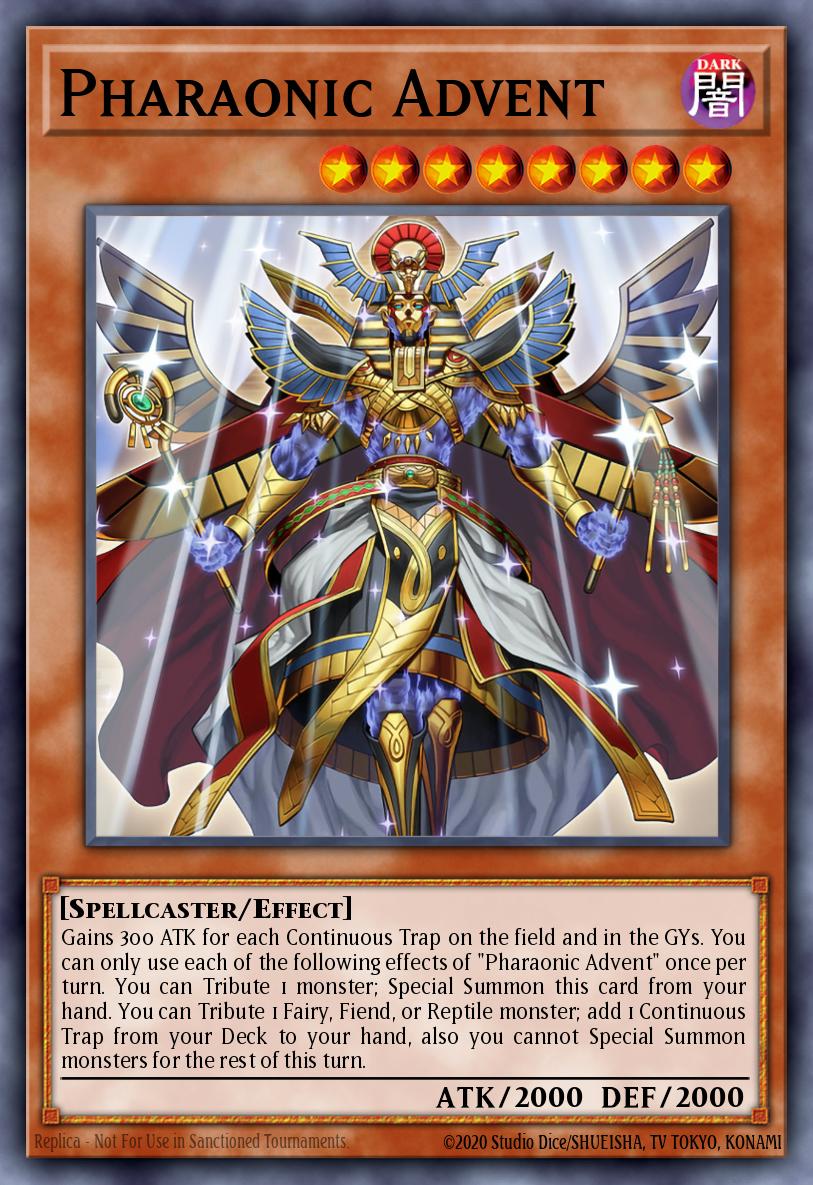 Pharaonic Advent
DARK
闇
[Spellcaster/Effect]
Gains 300 ATK for each Continuous Trap on the field and in the GYs. You
can only use each of the following effects of "Pharaonic Advent" once per
turn. You can Tribute 1 monster; Special Summon this card from your
hand. You can Tribute 1 Fairy, Fiend, or Reptile monster; add 1 Continuous
Trap from your Deck to your hand, also you cannot Special Summon
monsters for the rest of this turn.
ATK/2000 DEF/2000
Replica - Not For Use in Sanctioned Tournaments.
©2020 Studio Dice/SHUEISHA, TV TOKYO, KONAMI